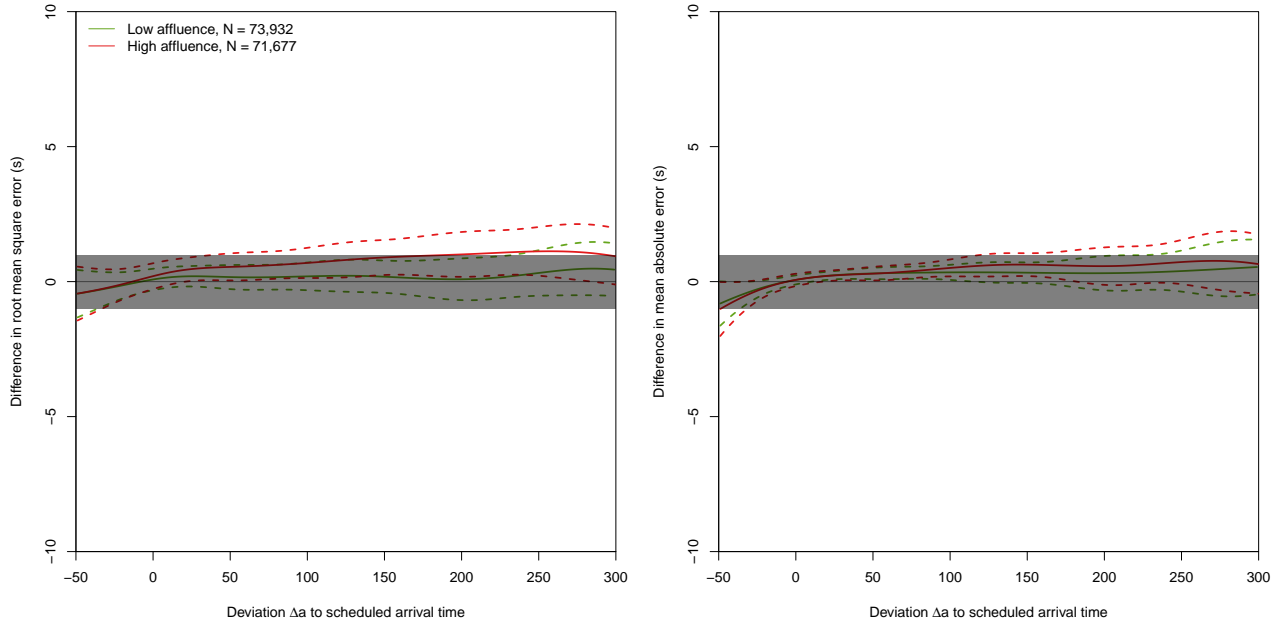 Low affluence, N = 73,932
High affluence, N = 71,677
Difference in root mean square error (s)
10
5
0
−5
−10
−50 0 50 100 150 200 250 300
Deviation Δa to scheduled arrival time
Difference in mean absolute error (s)
10
5
0
−5
−10
−50 0 50 100 150 200 250 300
Deviation Δa to scheduled arrival time